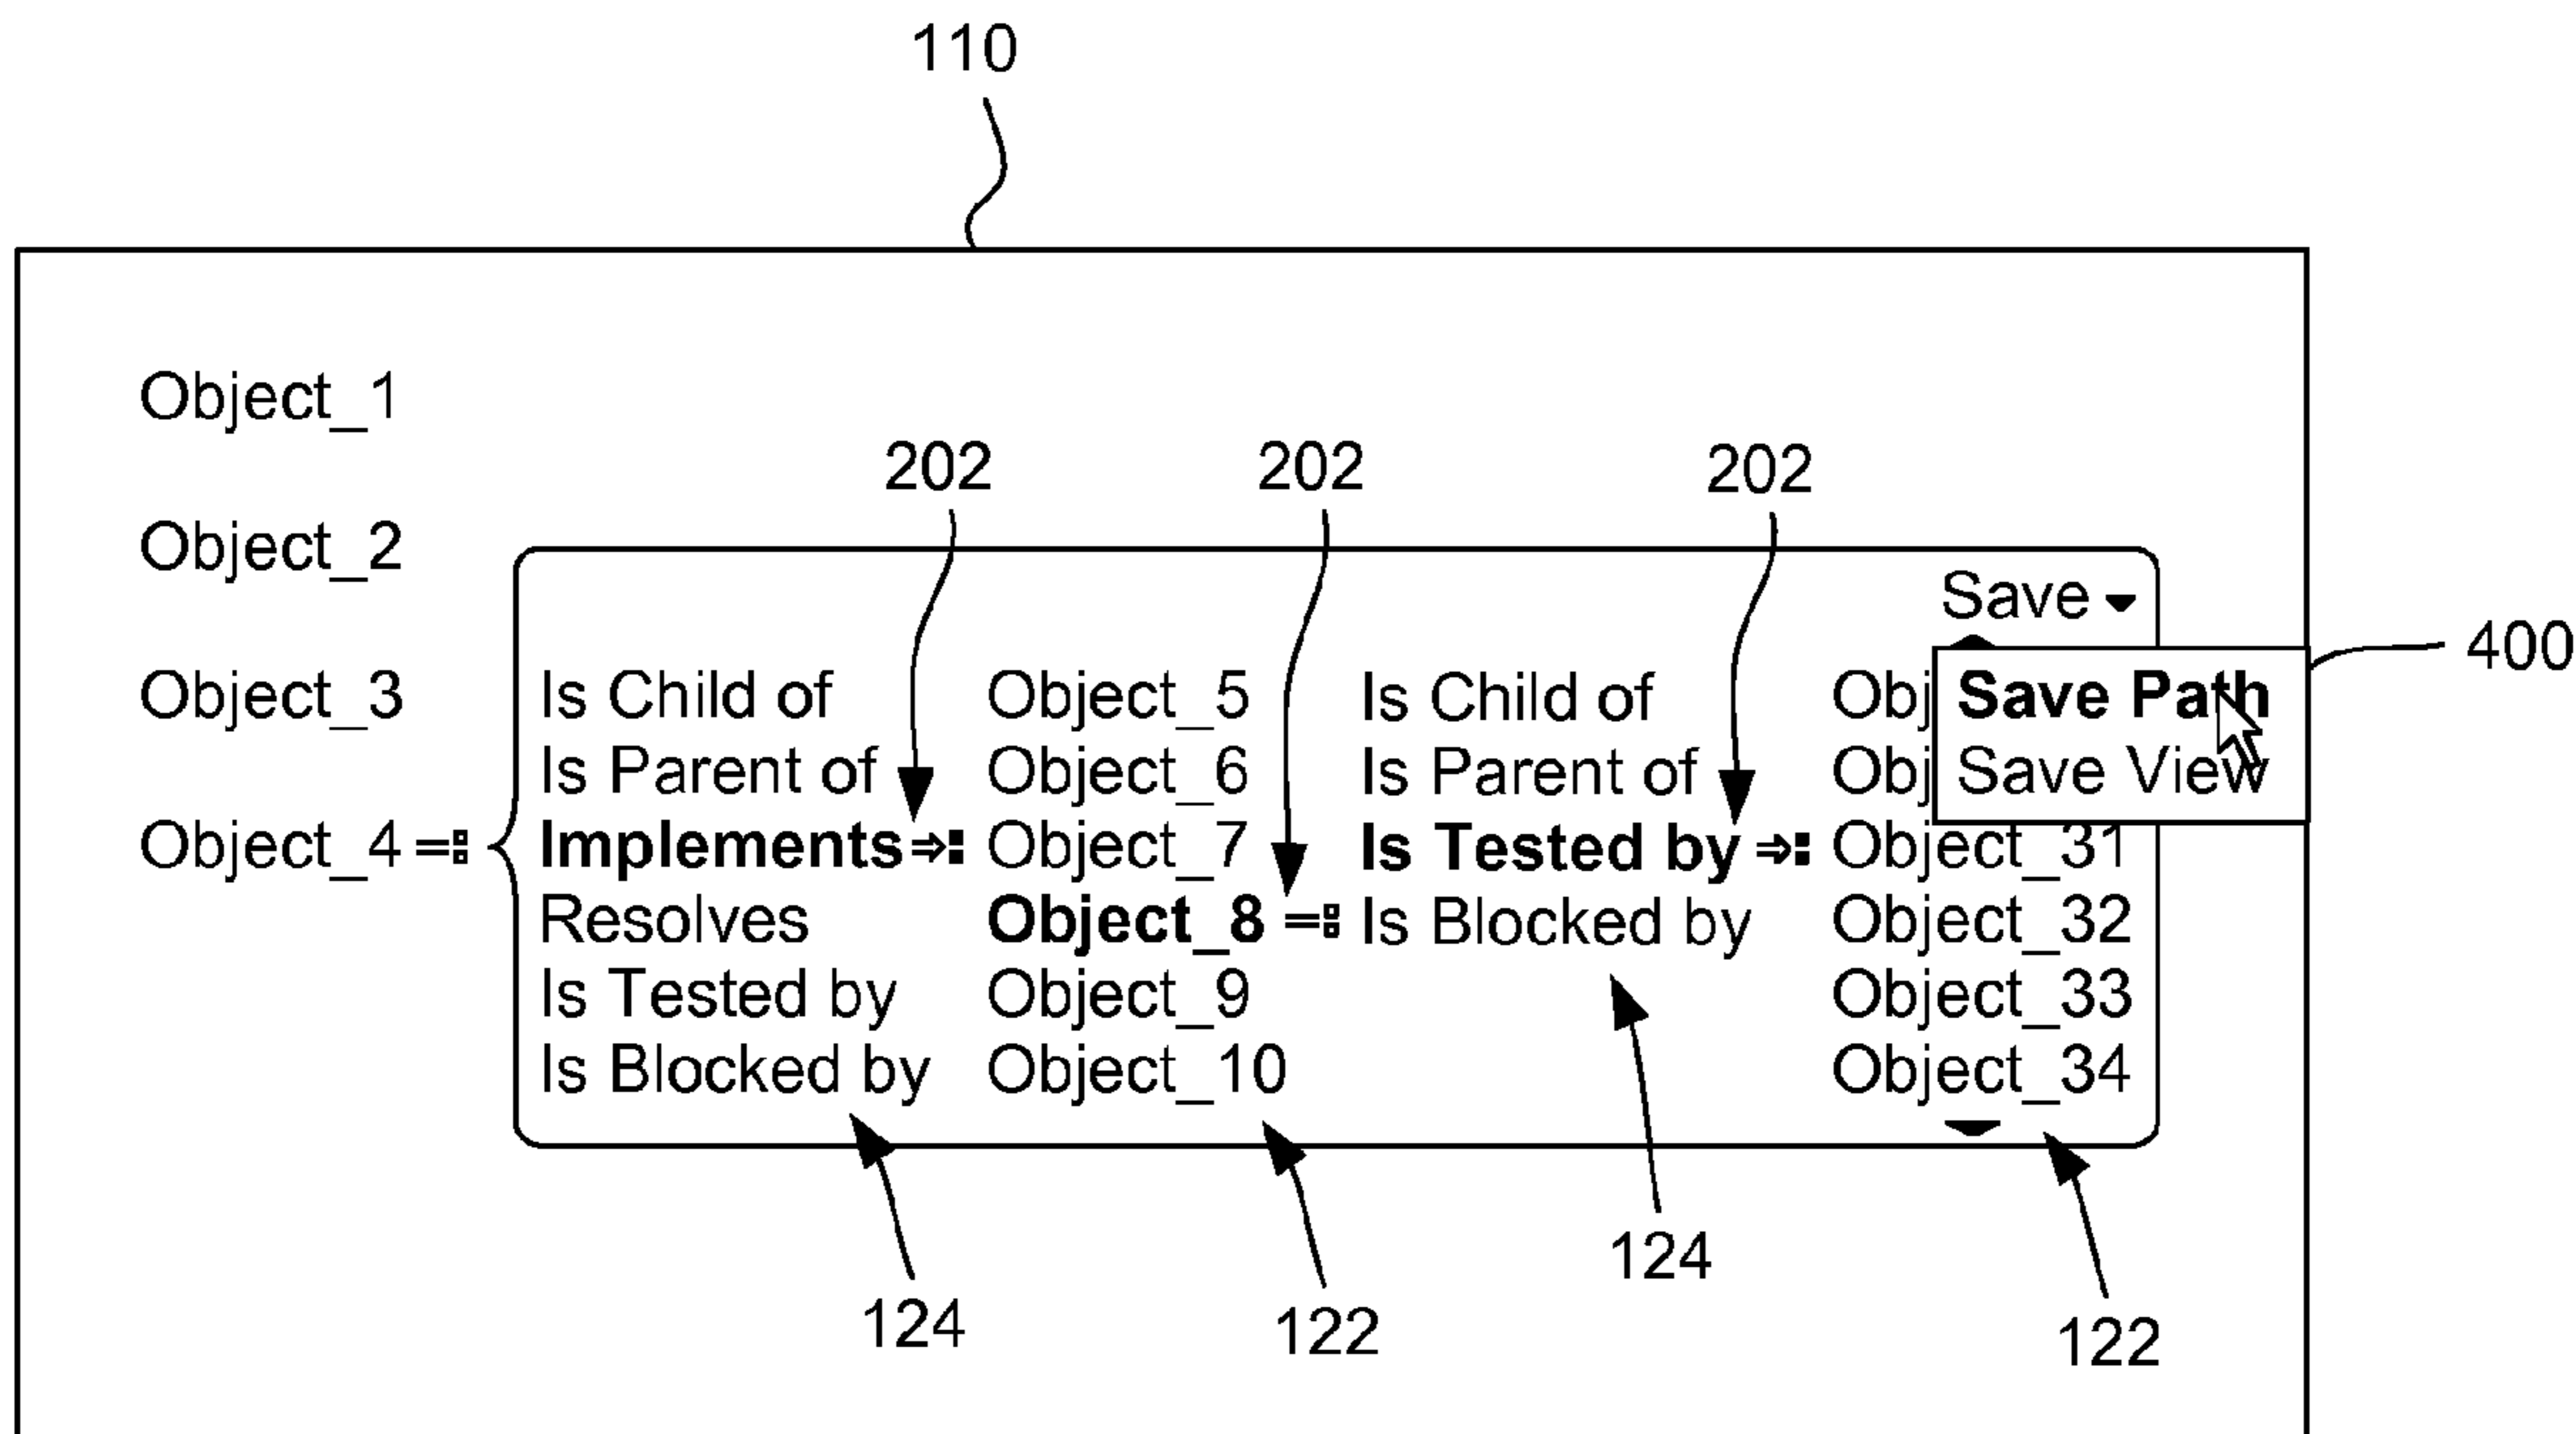 110
Object_1
202 202 202
Object_2
Save
400
Object_3 Is Child of Object_5 Is Child of Obj Save Path
Is Parent of Object_6 Is Parent of Obj Save View
Object_4 Implements Object_7 Is Tested by Object_31
Resolves Object_8 Is Blocked by Object_32
Is Tested by Object_9 Object_33
Is Blocked by Object_10 Object_34
124 122 124 122